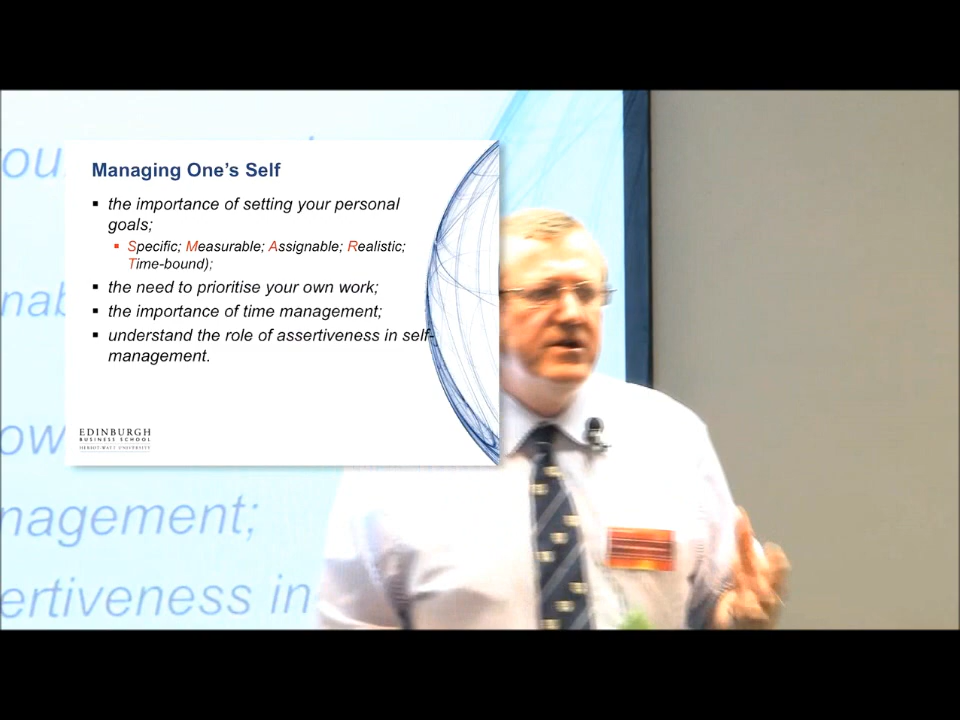 Managing One's Self
▪ the importance of setting your personal
goals;
▪ Specific; Measurable; Assignable; Realistic;
Time-bound);
▪ the need to prioritise your own work;
▪ the importance of time management;
▪ understand the role of assertiveness in self-
management.
EDINBURGH
BUSINESS SCHOOL
HERIOT-WATT UNIVERSITY
ou
nab
ow
nagement;
ertiveness in